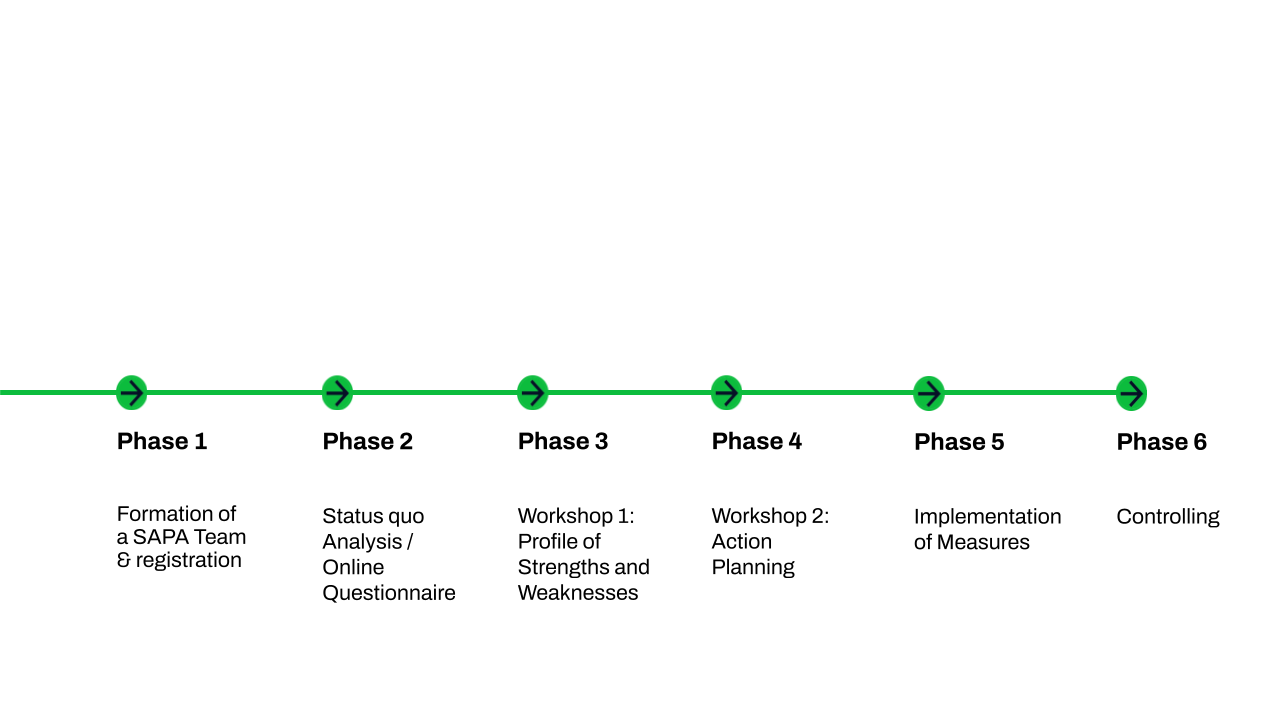 Phase 1
Formation of
a SAPA Team
& registration
Phase 2
Status quo
Analysis /
Online
Questionnaire
Phase 3
Workshop 1:
Profile of
Strengths and
Weaknesses
Phase 4
Workshop 2:
Action
Planning
Phase 5
Implementation
of Measures
Phase 6
Controlling